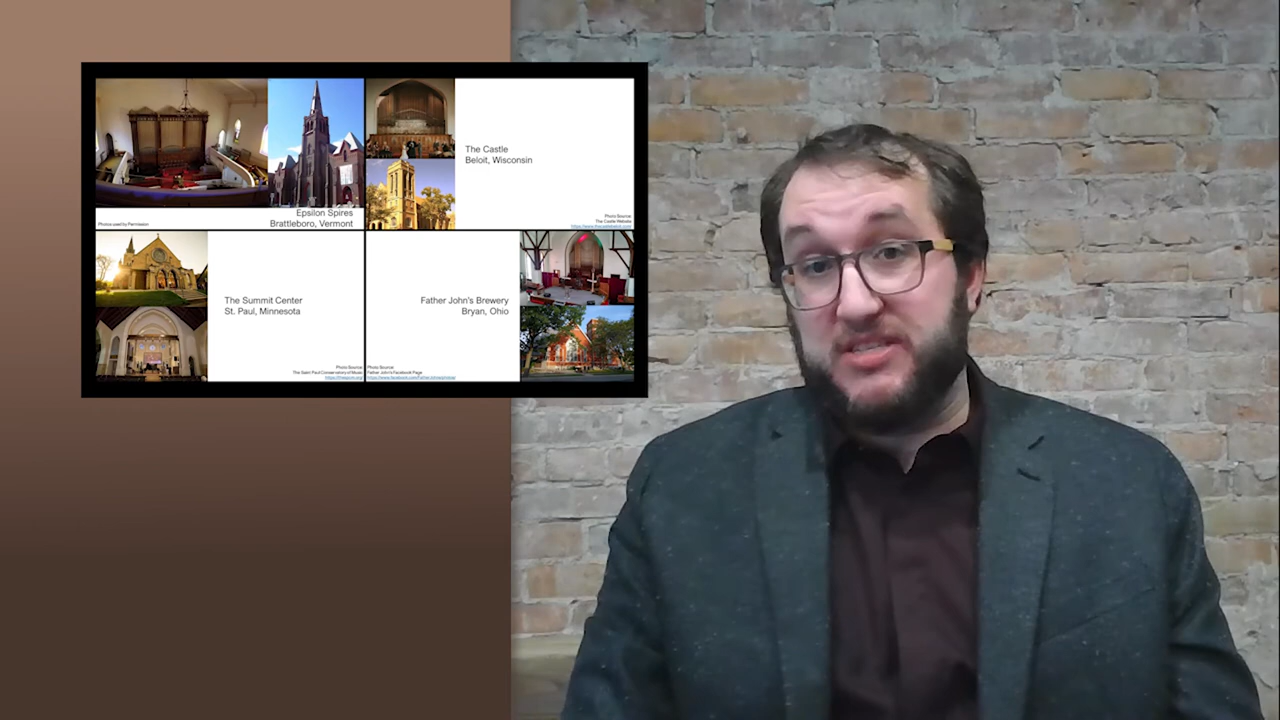 Epsilon Spires
Brattleboro, Vermont
Photos used by Permission
The Castle
Beloit, Wisconsin
Photo Source:
The Castle Website
The Summit Center
St. Paul, Minnesota
Photo Source:
The Saint Paul Conservatory of Music
Father John's Brewery
Bryan, Ohio
Photo Source:
Father John's Facebook Page